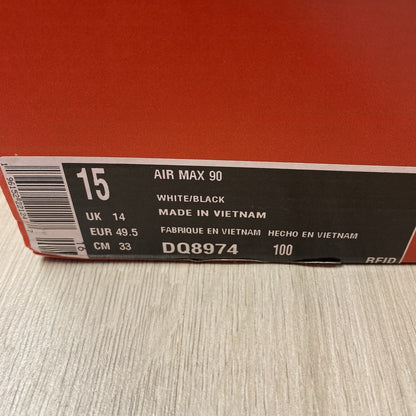 15
UK 14
EUR 49.5
CM 33
AIR MAX 90
WHITE/BLACK
MADE IN VIETNAM
FABRIQUE EN VIETNAM HECHO EN VIETNAM
DQ8974 100
RFID